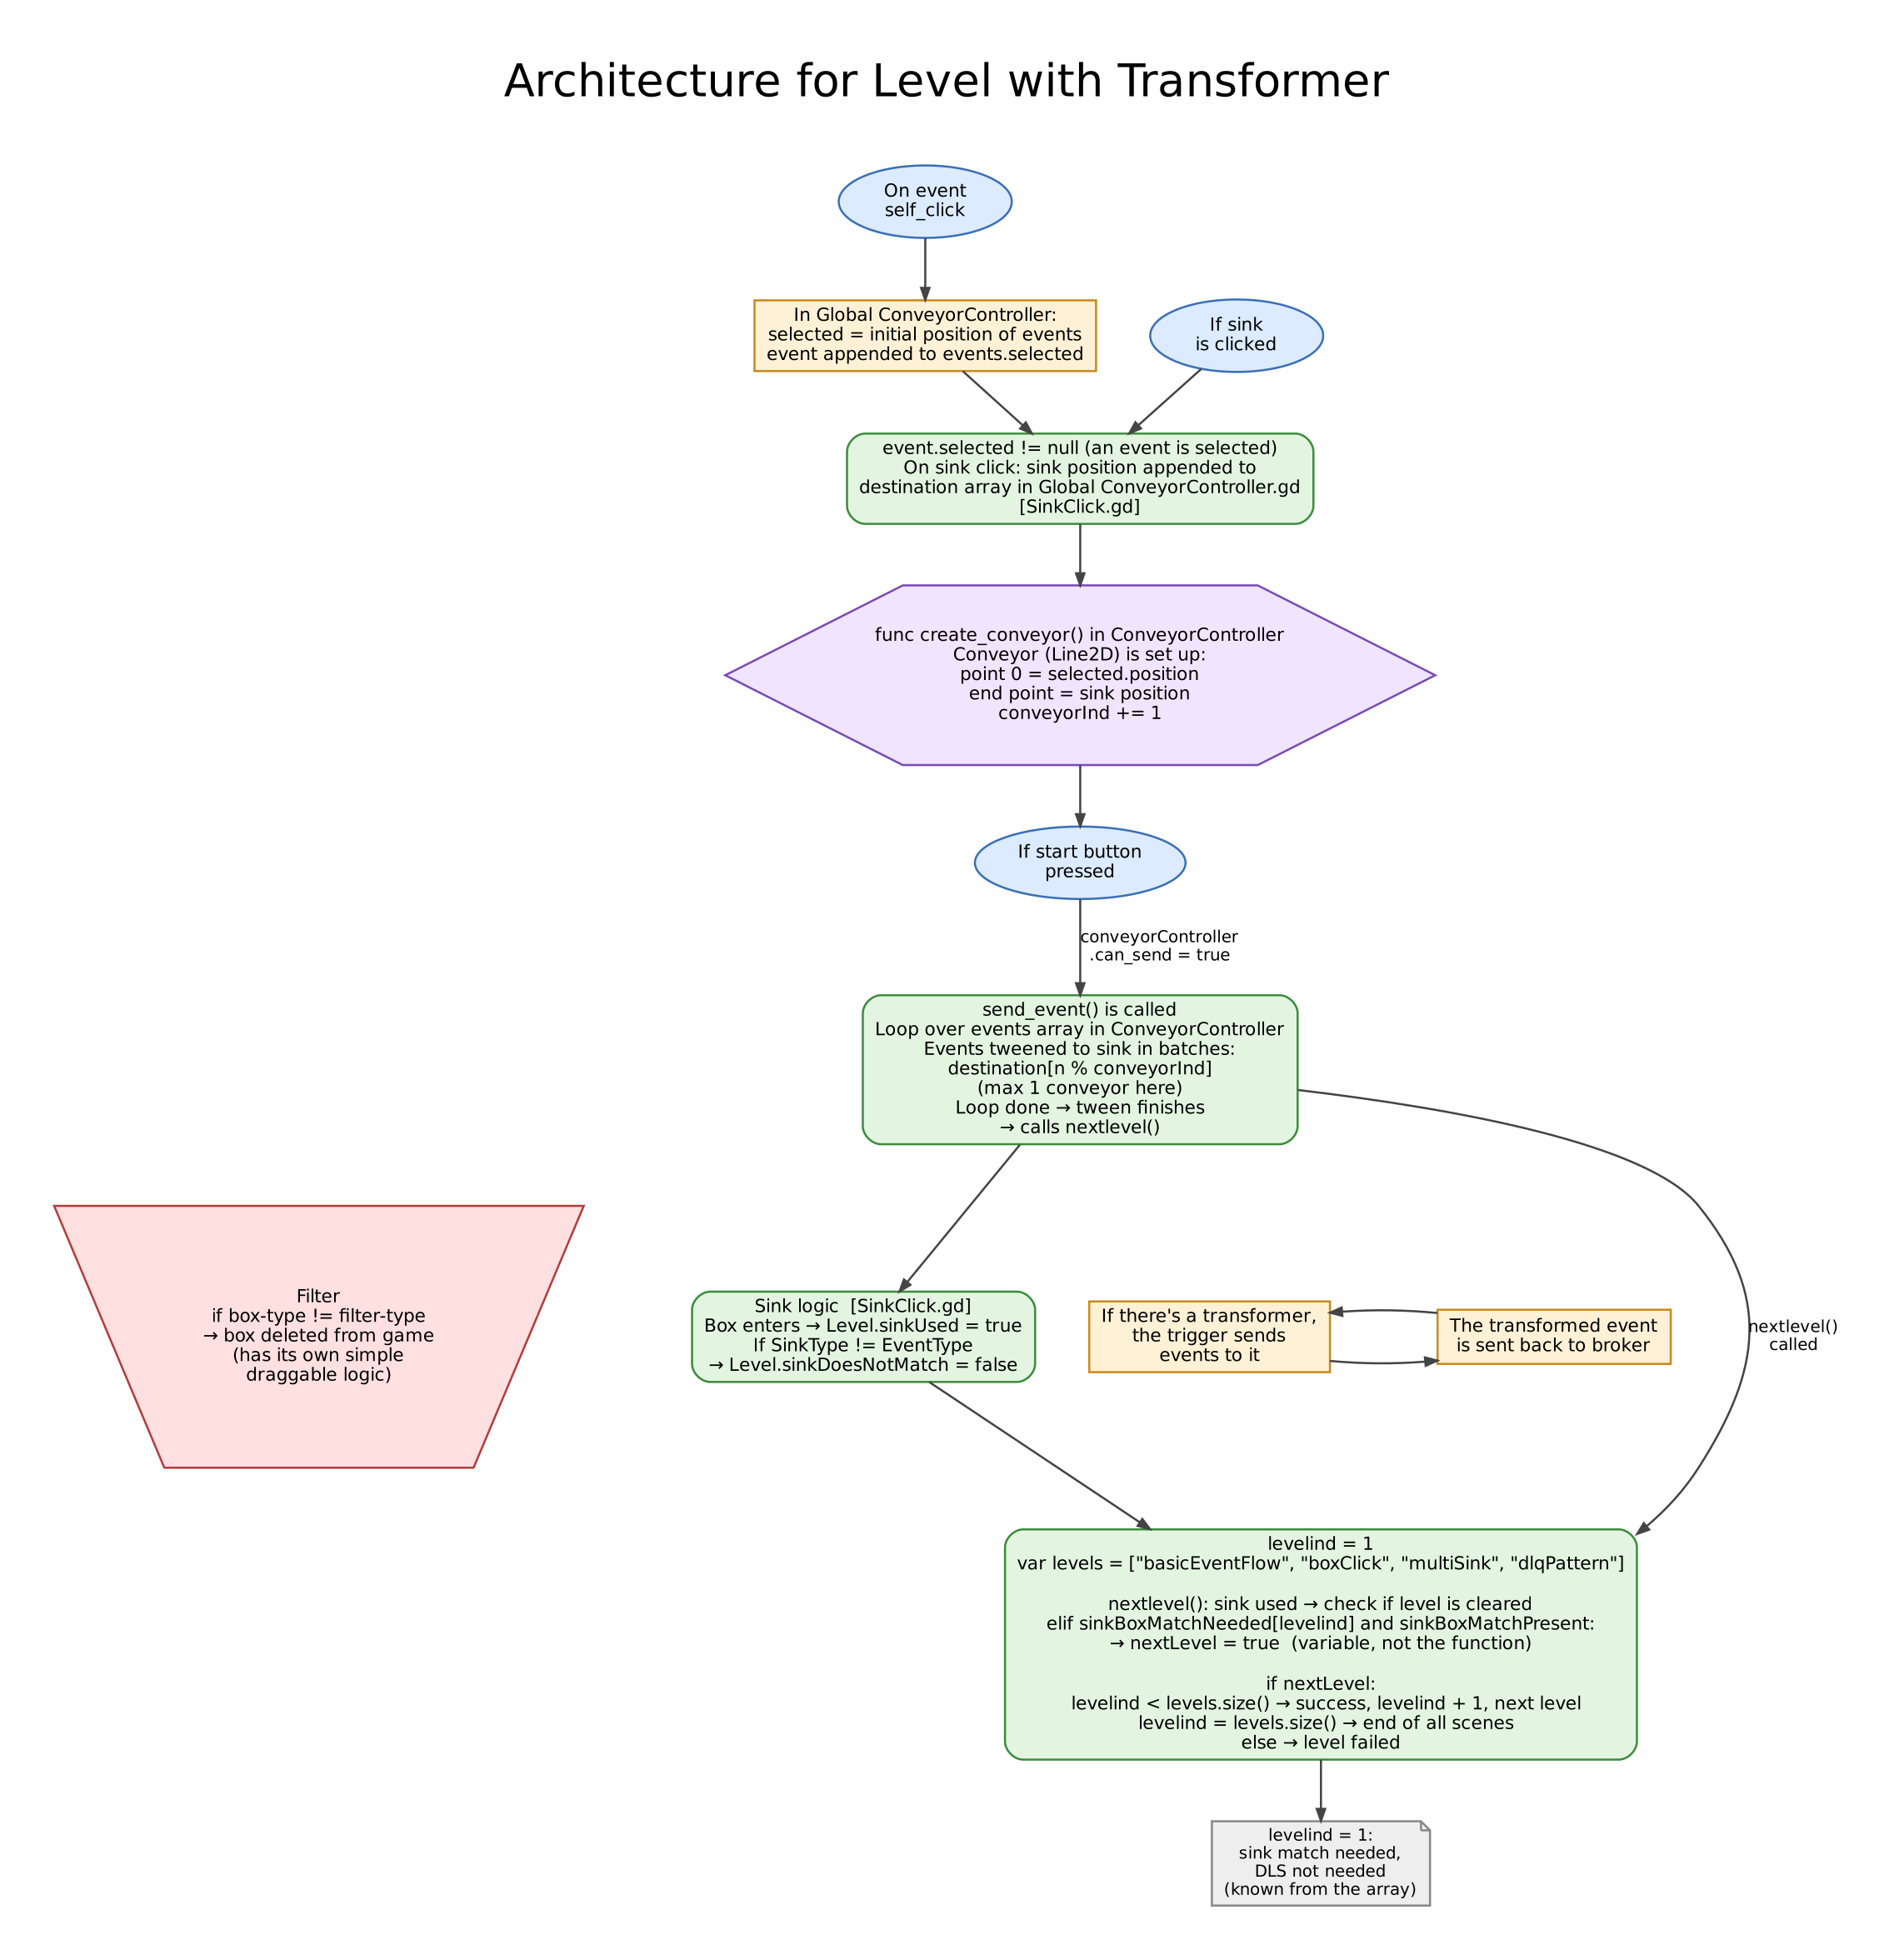 Architecture for Level with Transformer
On event
self_click
In Global ConveyorController:
selected = initial position of events
event appended to events.selected
If sink
is clicked
event.selected != null (an event is selected)
On sink click: sink position appended to
destination array in Global ConveyorController.gd
[SinkClick.gd]
func create_conveyor() in ConveyorController
Conveyor (Line2D) is set up:
point 0 = selected.position
end point = sink position
conveyorInd += 1
If start button
pressed
conveyorController
.can_send = true
send_event() is called
Loop over events array in ConveyorController
Events tweened to sink in batches:
destination[n % conveyorInd]
(max 1 conveyor here)
Loop done → tween finishes
→ calls nextlevel()
Filter
if box-type != filter-type
→ box deleted from game
(has its own simple
draggable logic)
Sink logic  [SinkClick.gd]
Box enters → Level.sinkUsed = true
If SinkType != EventType
→ Level.sinkDoesNotMatch = false
If there's a transformer,
the trigger sends
events to it
The transformed event
is sent back to broker
nextlevel()
called
levelind = 1
var levels = ["basicEventFlow", "boxClick", "multiSink", "dlqPattern"]
nextlevel(): sink used → check if level is cleared
elif sinkBoxMatchNeeded[levelind] and sinkBoxMatchPresent:
→ nextLevel = true  (variable, not the function)
if nextLevel:
levelind < levels.size() → success, levelind + 1, next level
levelind = levels.size() → end of all scenes
else → level failed
levelind = 1:
sink match needed,
DLS not needed
(known from the array)